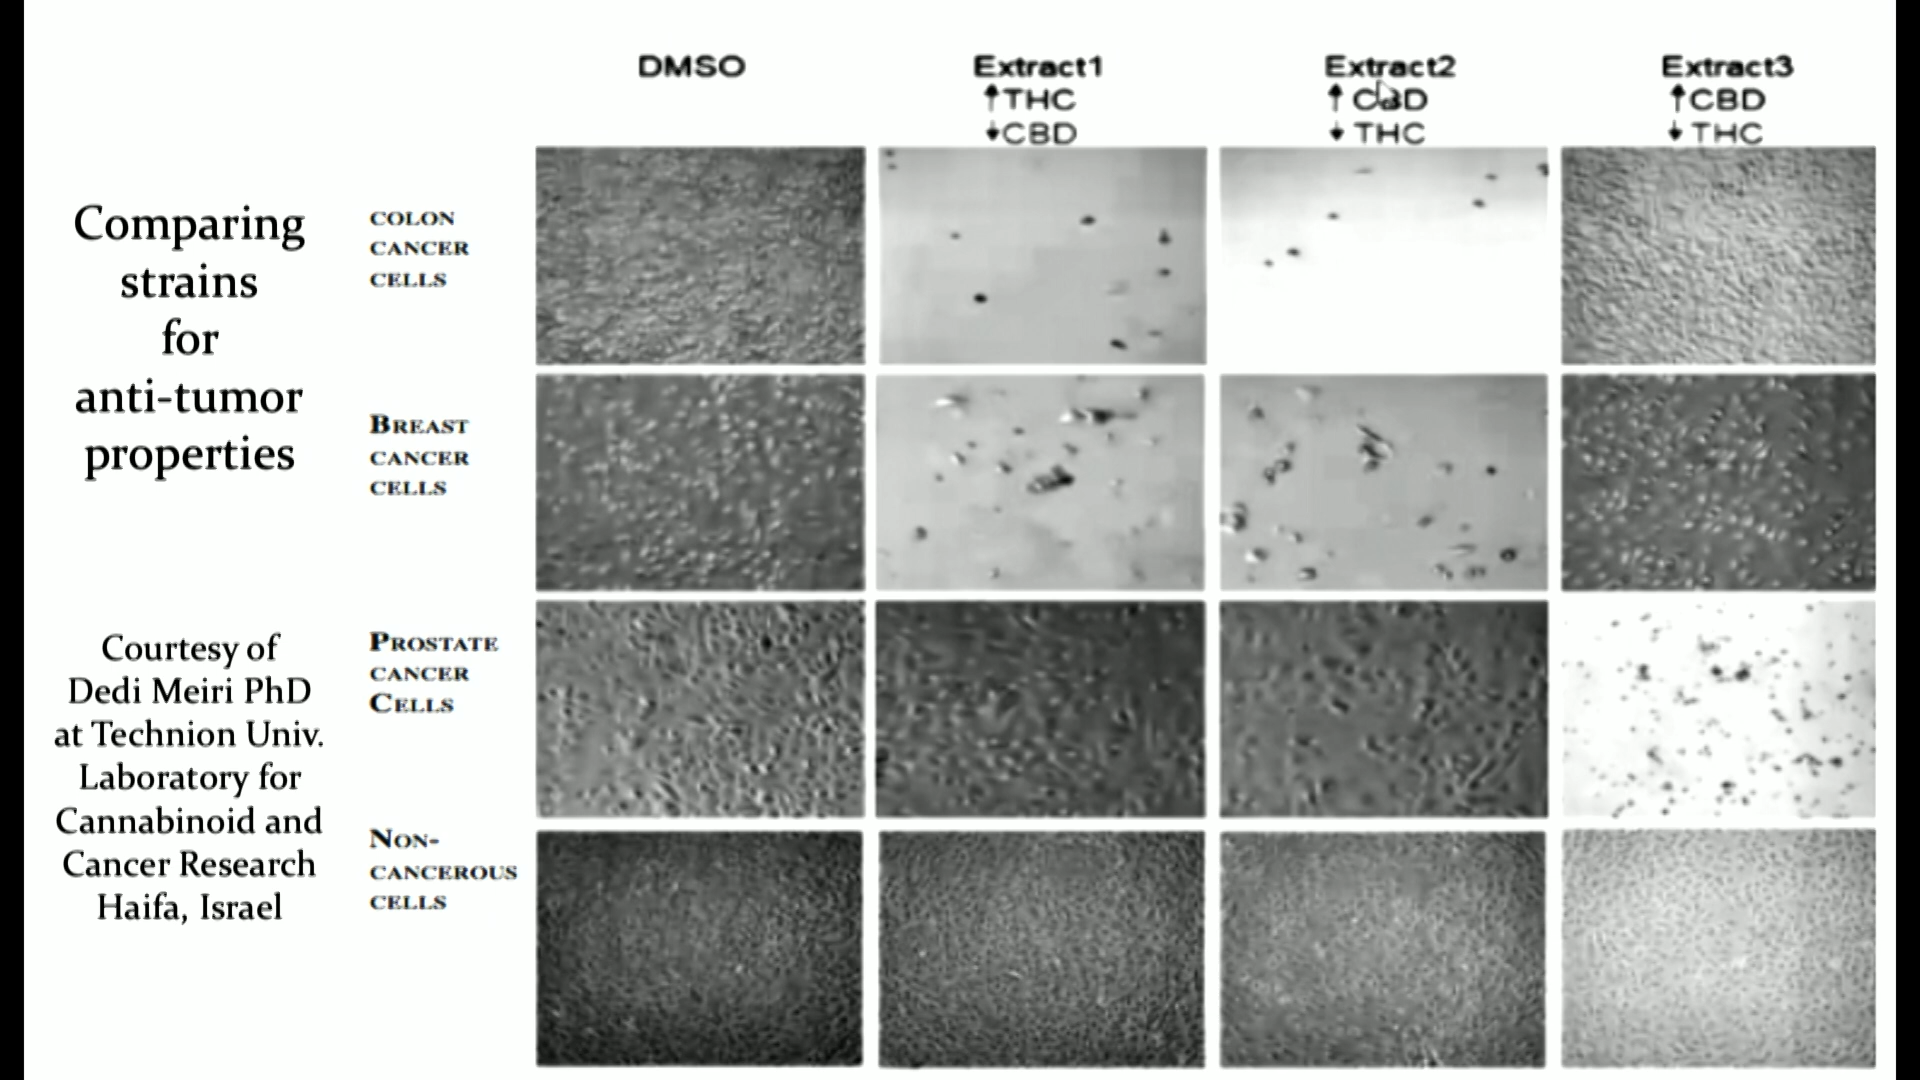 DMSO
Extract1
↑THC
↓CBD
Extract2
↑ CBD
↓ THC
Extract3
↑CBD
↓ THC
Comparing
strains
for
anti-tumor
properties
Courtesy of
Dedi Meiri PhD
at Technion Univ.
Laboratory for
Cannabinoid and
Cancer Research
Haifa, Israel
COLON
CANCER
CELLS
BREAST
CANCER
CELLS
PROSTATE
CANCER
CELLS
NON-
CANCEROUS
CELLS